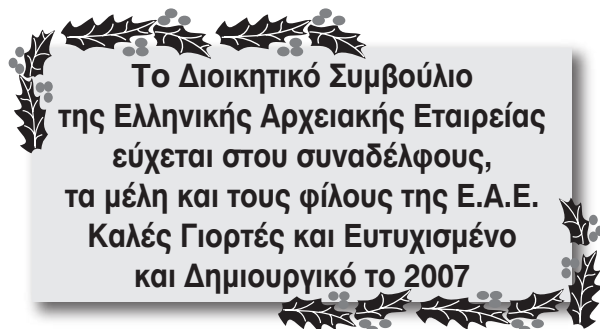 Το Διοικητικό Συμβούλιο
της Ελληνικής Αρχειακής Εταιρείας
εύχεται στου συναδέλφους,
τα μέλη και τους φίλους της Ε.Α.Ε.
Καλές Γιορτές και Ευτυχισμένο
και Δημιουργικό το 2007